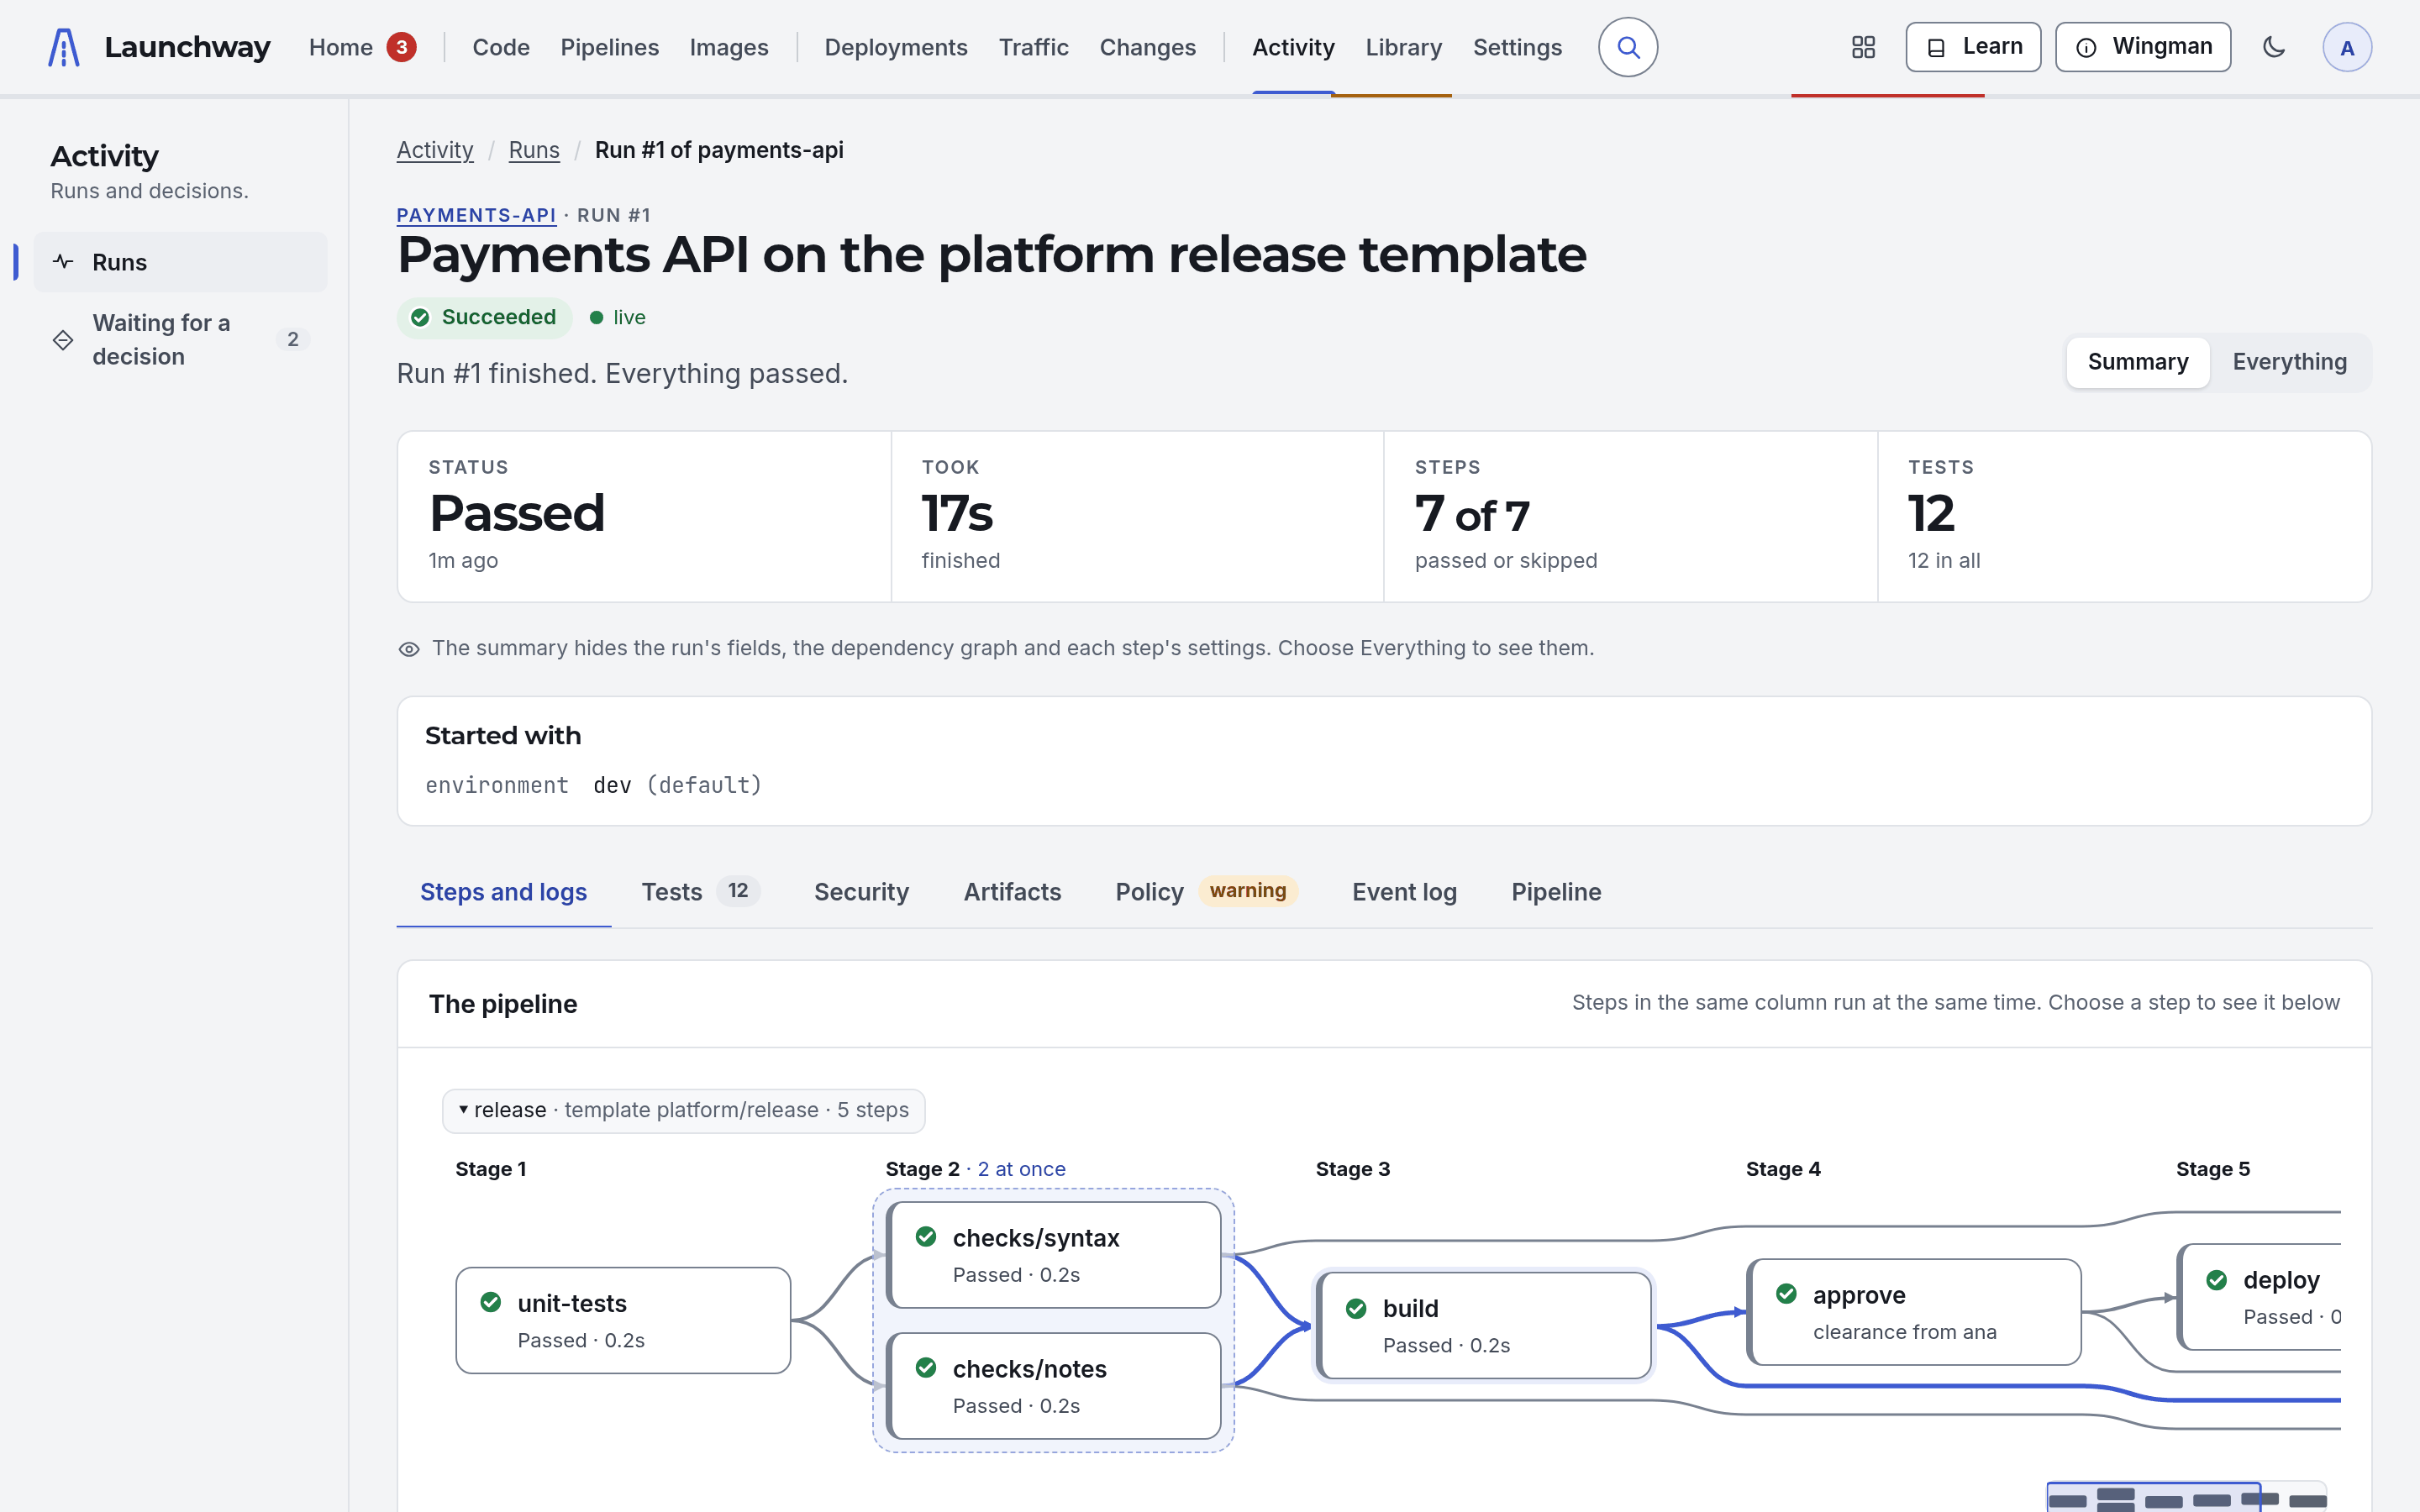 Launchway
Home 3
Code
Pipelines
Images
Deployments
Traffic
Changes
Activity
Library
Settings
Learn
Wingman
A
Activity
Runs and decisions.
Runs
Waiting for a
decision
2
Activity / Runs / Run #1 of payments-api
PAYMENTS-API · RUN #1
Payments API on the platform release template
Succeeded
live
Run #1 finished. Everything passed.
Summary
Everything
STATUS
Passed
1m ago
TOOK
17s
finished
STEPS
7 of 7
passed or skipped
TESTS
12
12 in all
The summary hides the run's fields, the dependency graph and each step's settings. Choose Everything to see them.
Started with
environment dev (default)
Steps and logs
Tests 12
Security
Artifacts
Policy warning
Event log
Pipeline
The pipeline
Steps in the same column run at the same time. Choose a step to see it below
release · template platform/release · 5 steps
Stage 1
Stage 2 · 2 at once
Stage 3
Stage 4
Stage 5
unit-tests
Passed · 0.2s
checks/syntax
Passed · 0.2s
checks/notes
Passed · 0.2s
build
Passed · 0.2s
approve
clearance from ana
deploy
Passed · 0